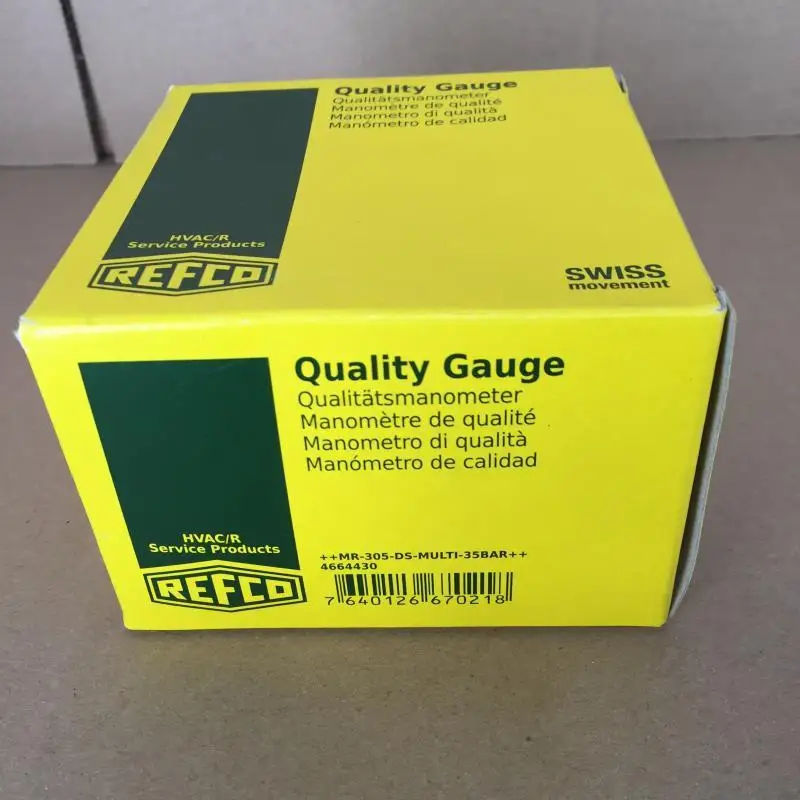 Quality Gauge
Qualitätsmanometer
Manomètre de qualité
Manometro di qualità
Manómetro de calidad
HVAC/R
Service Products
REFCO
SWISS
movement
Quality Gauge
Qualitätsmanometer
Manomètre de qualité
Manometro di qualità
Manómetro de calidad
HVAC/R
Service Products
REFCO
++MR-305-DS-MULTI-35BAR++
4664430
7 640126 670218